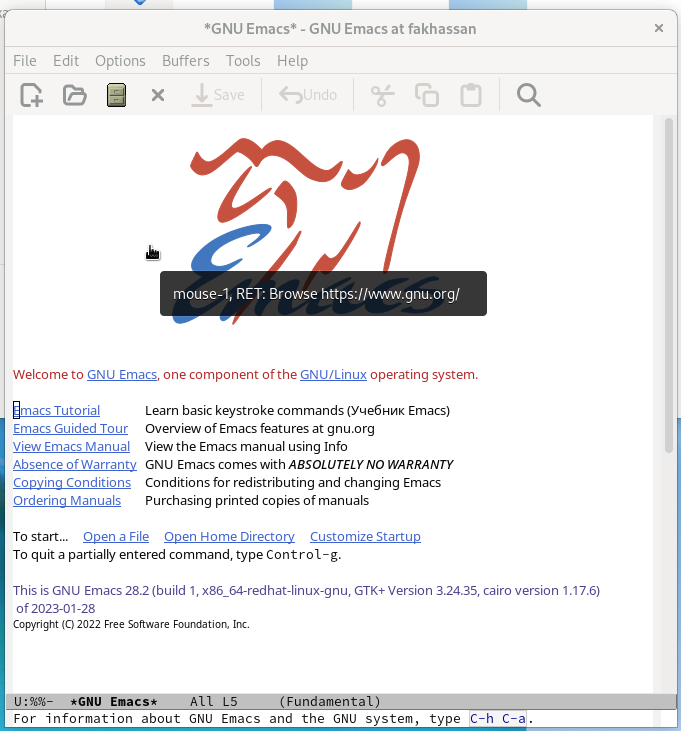 *GNU Emacs* - GNU Emacs at fakhassan
File Edit Options Buffers Tools Help
Save Undo
mouse-1, RET: Browse https://www.gnu.org/
Welcome to GNU Emacs, one component of the GNU/Linux operating system.
Emacs Tutorial Learn basic keystroke commands (Учебник Emacs)
Emacs Guided Tour Overview of Emacs features at gnu.org
View Emacs Manual View the Emacs manual using Info
Absence of Warranty GNU Emacs comes with ABSOLUTELY NO WARRANTY
Copying Conditions Conditions for redistributing and changing Emacs
Ordering Manuals Purchasing printed copies of manuals
To start... Open a File Open Home Directory Customize Startup
To quit a partially entered command, type Control-g.
This is GNU Emacs 28.2 (build 1, x86_64-redhat-linux-gnu, GTK+ Version 3.24.35, cairo version 1.17.6)
of 2023-01-28
Copyright (C) 2022 Free Software Foundation, Inc.
U:%%- *GNU Emacs* All L5 (Fundamental)
For information about GNU Emacs and the GNU system, type C-h C-a.